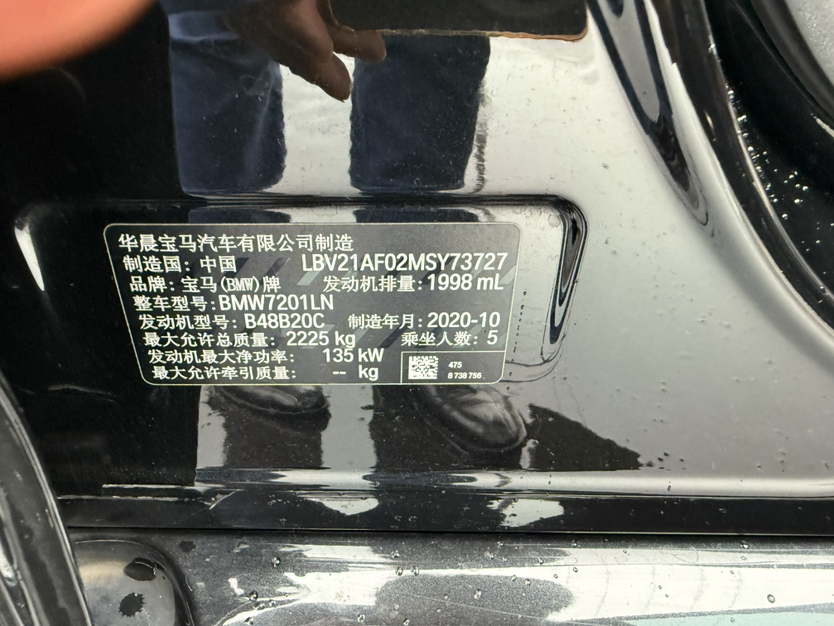 华晨宝马汽车有限公司制造
制造国：中国 LBV21AF02MSY73727
品牌：宝马(BMW)牌 发动机排量：1998 mL
整车型号：BMW7201LN
发动机型号：B48B20C 制造年月：2020-10
最大允许总质量：2225 kg 乘坐人数：5
发动机最大净功率：135 kW
最大允许牵引质量：-- kg
475
8 738 756